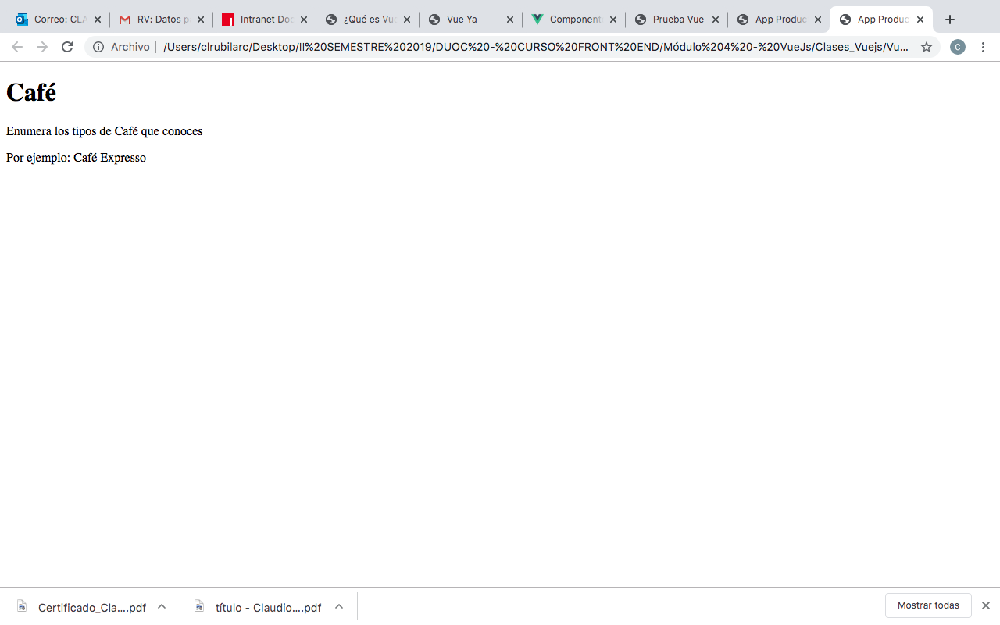 Correo: CLA
RV: Datos p
Intranet Doc
¿Qué es Vue
Vue Ya
Component
Prueba Vue
App Produc
App Produc
Archivo
/Users/clrubilarc/Desktop/II%20SEMESTRE%202019/DUOC%20-%20CURSO%20FRONT%20END/Módulo%204%20-%20VueJs/Clases_Vuejs/Vu...
C
Café
Enumera los tipos de Café que conoces
Por ejemplo: Café Expresso
Certificado_Cla....pdf
título - Claudio....pdf
Mostrar todas